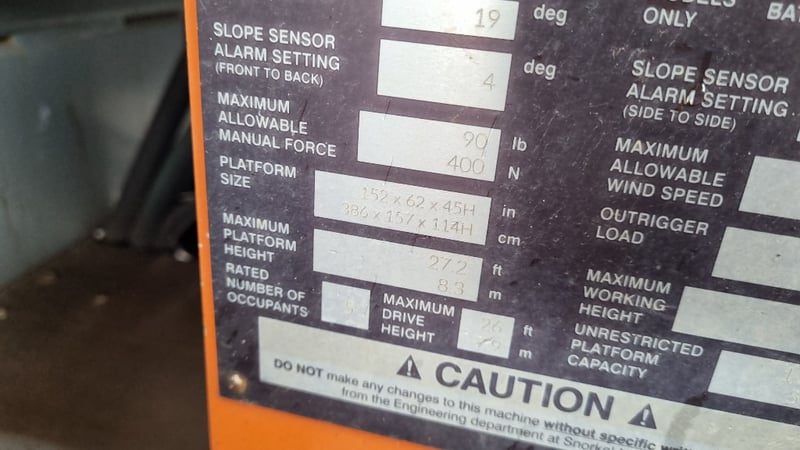 19 deg
ONLY
SLOPE SENSOR
ALARM SETTING
(FRONT TO BACK)
4 deg
SLOPE SENSOR
ALARM SETTING
(SIDE TO SIDE)
MAXIMUM
ALLOWABLE
MANUAL FORCE
90 lb
400 N
MAXIMUM
ALLOWABLE
WIND SPEED
PLATFORM
SIZE
152 x 62 x 45H in
386 x 157 x 114H cm
OUTRIGGER
LOAD
MAXIMUM
PLATFORM
HEIGHT
27.2 ft
8.3 m
MAXIMUM
WORKING
HEIGHT
RATED
NUMBER OF
OCCUPANTS
MAXIMUM
DRIVE
HEIGHT
26 ft
7.9 m
UNRESTRICTED
PLATFORM
CAPACITY
CAUTION
DO NOT make any changes to this machine without specific
from the Engineering department at